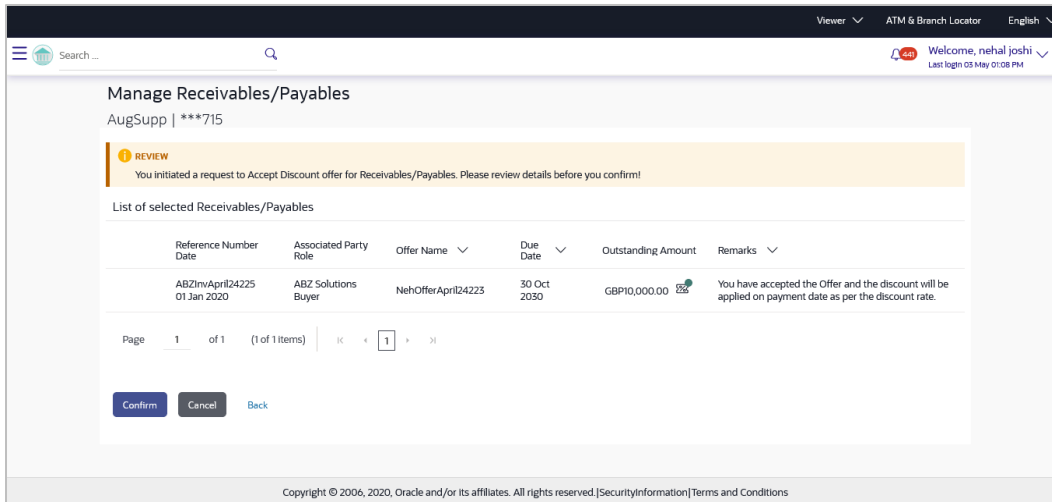 Viewer ATM & Branch Locator English
Search ...
441
Welcome, nehal joshi
Last login 03 May 01:08 PM
Manage Receivables/Payables
AugSupp | ***715
REVIEW
You initiated a request to Accept Discount offer for Receivables/Payables. Please review details before you confirm!
List of selected Receivables/Payables
Reference Number Date
Associated Party Role
Offer Name
Due Date
Outstanding Amount
Remarks
ABZInvApril24225
01 Jan 2020
ABZ Solutions
Buyer
NehOfferApril24223
30 Oct
2030
GBP10,000.00
You have accepted the Offer and the discount will be
applied on payment date as per the discount rate.
Page 1 of 1 (1 of 1 items) 1
Confirm Cancel Back
Copyright © 2006, 2020, Oracle and/or its affiliates. All rights reserved.|SecurityInformation|Terms and Conditions